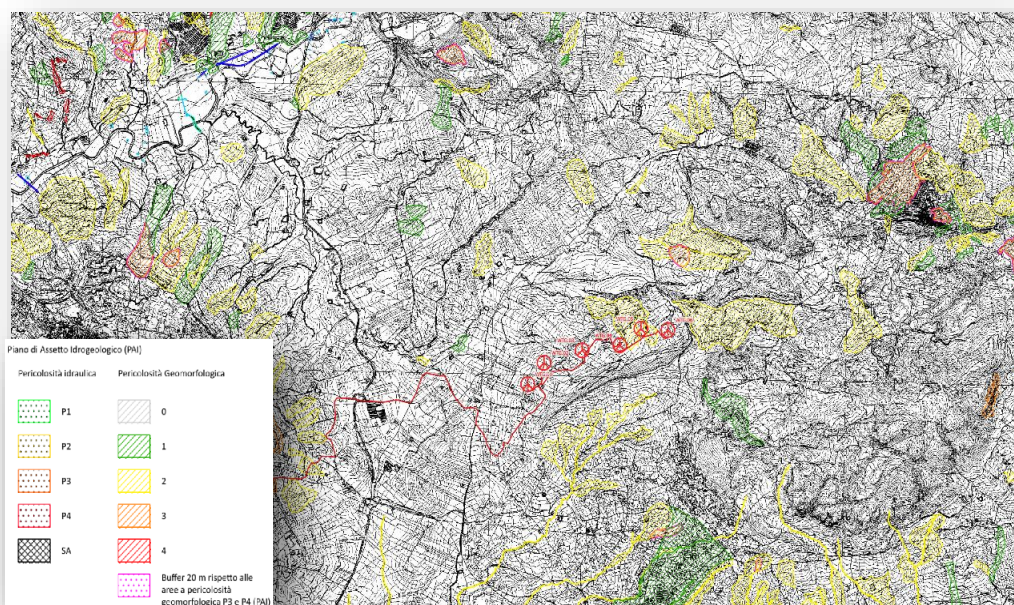 Piano di Assetto Idrogeologico (PAI)
Pericolosità idraulica
Pericolosità Geomorfologica
P1
0
P2
1
P3
2
P4
3
SA
4
Buffer 20 m rispetto alle
aree a pericolosità
geomorfologica P3 e P4 (PAI)